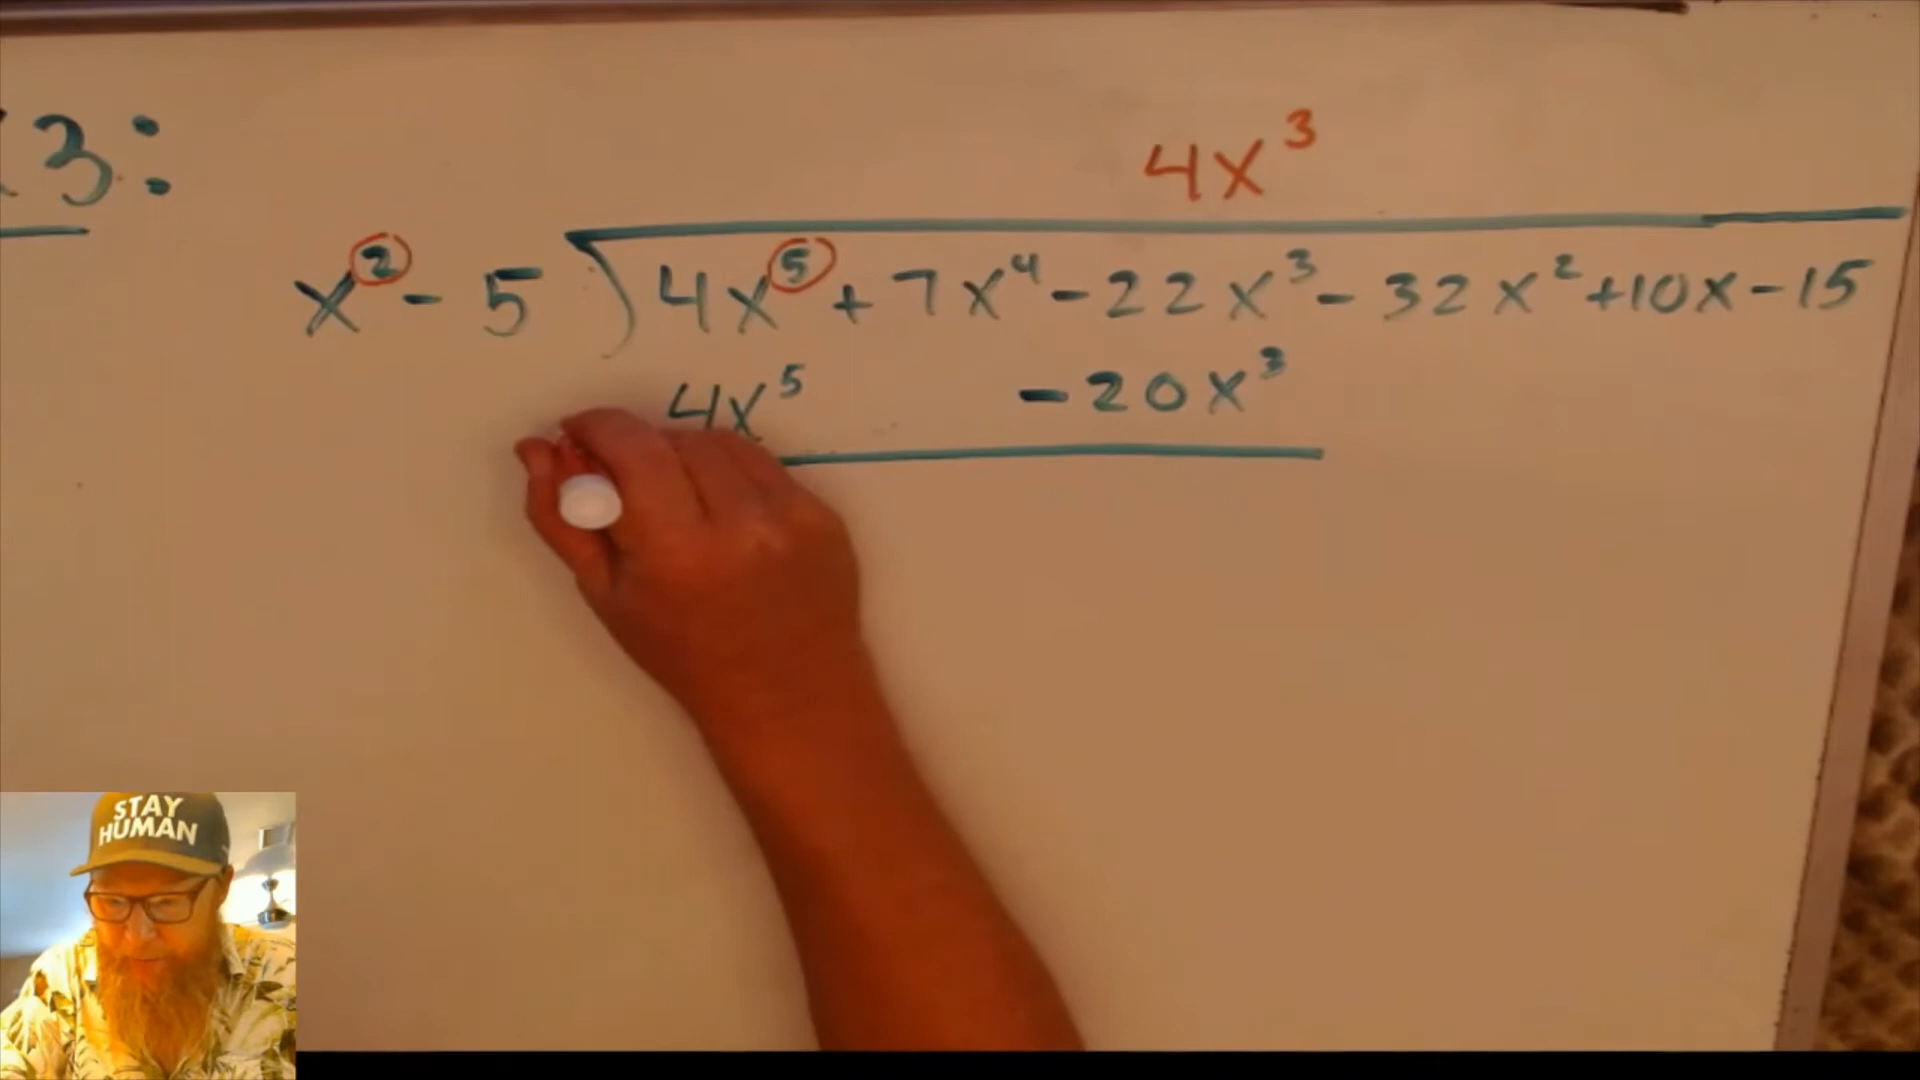 3:
4x³
x² - 5 ) 4x⁵ + 7x⁴ - 22x³ - 32x² + 10x - 15
4x⁵ - 20x³
STAY
HUMAN